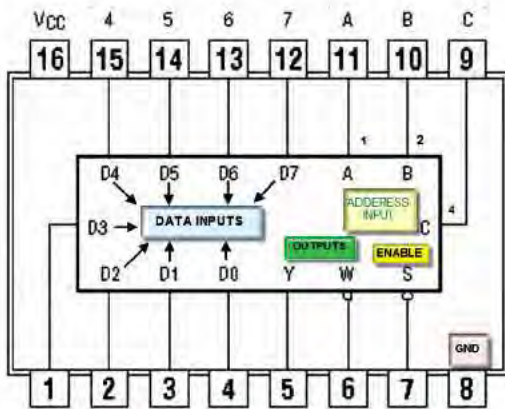 VCC 4 5 6 7 A B C
16 15 14 13 12 11 10 9
1 2
D4 D5 D6 D7 A B
DATA INPUTS
ADDERESS
INPUT
D3 C 4
OUTPUTS ENABLE
D2 D1 D0 Y W S
GND
1 2 3 4 5 6 7 8